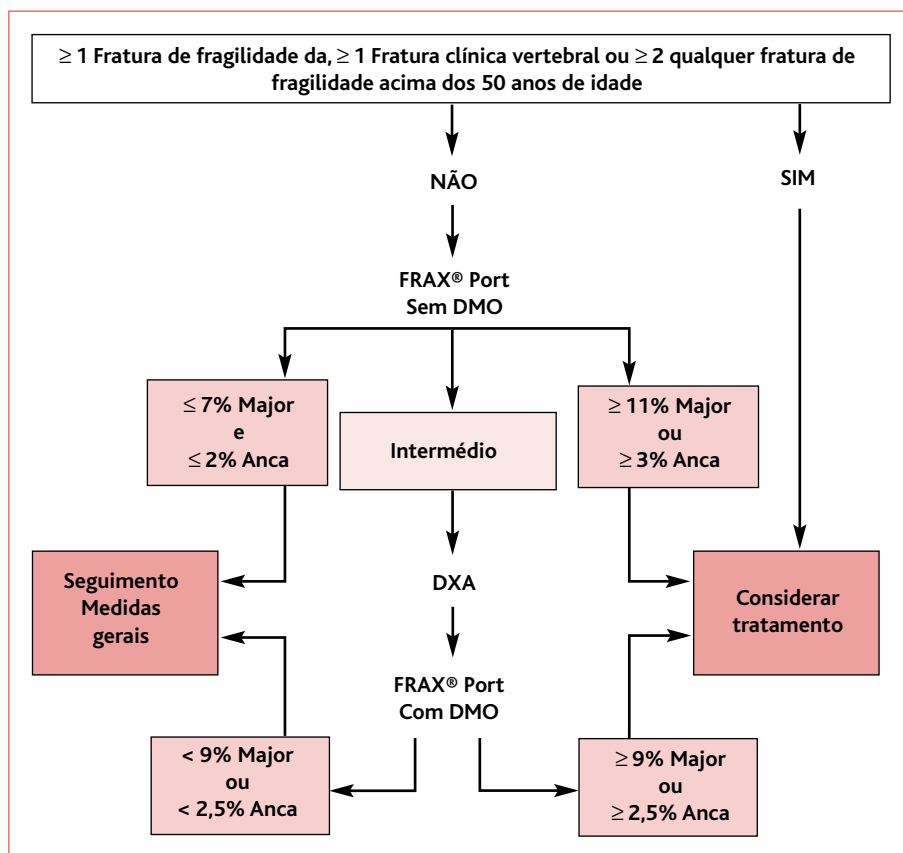 ≥ 1 Fratura de fragilidade da, ≥ 1 Fratura clínica vertebral ou ≥ 2 qualquer fratura de
fragilidade acima dos 50 anos de idade
NÃO
SIM
FRAX® Port
Sem DMO
≤ 7% Major
e
≤ 2% Anca
Intermédio
≥ 11% Major
ou
≥ 3% Anca
Seguimento
Medidas
gerais
DXA
Considerar
tratamento
FRAX® Port
Com DMO
< 9% Major
ou
< 2,5% Anca
≥ 9% Major
ou
≥ 2,5% Anca